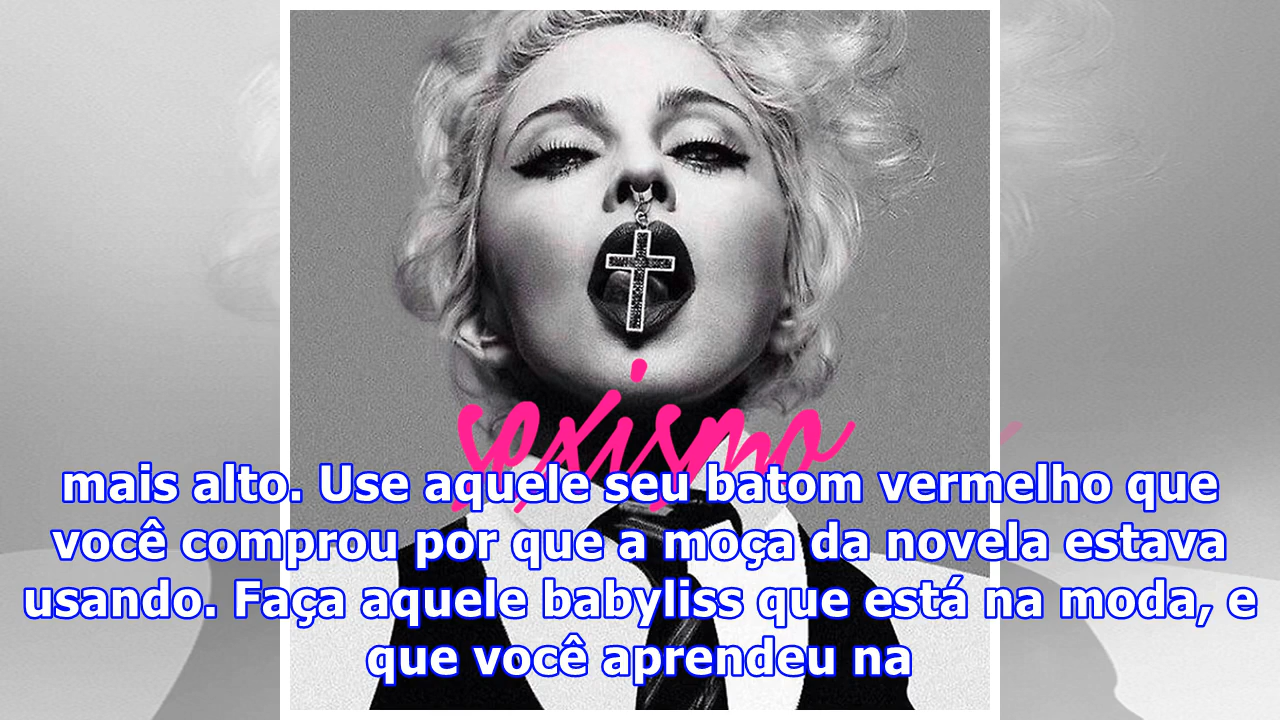 sexismo
mais alto. Use aquele seu batom vermelho que
você comprou por que a moça da novela estava
usando. Faça aquele babyliss que está na moda, e
que você aprendeu na